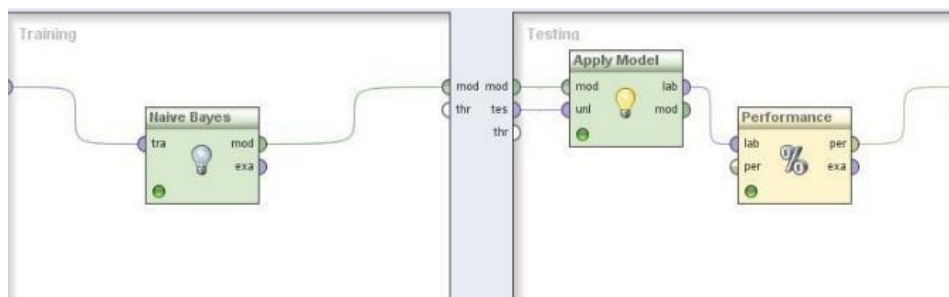 Training
Naive Bayes
tra
mod
exa
mod
thr
Testing
mod
tes
thr
Apply Model
mod
lab
unl
mod
Performance
lab
per
per
exa